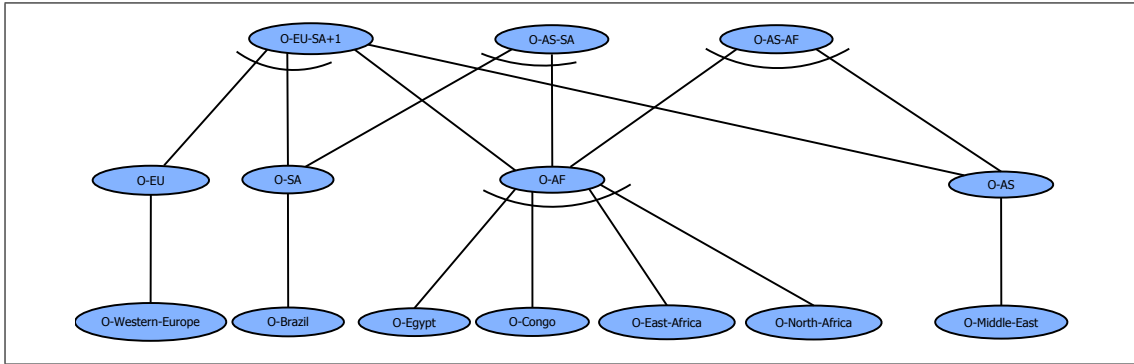 O-EU-SA+1
O-AS-SA
O-AS-AF
O-EU
O-SA
O-AF
O-AS
O-Western-Europe
O-Brazil
O-Egypt
O-Congo
O-East-Africa
O-North-Africa
O-Middle-East